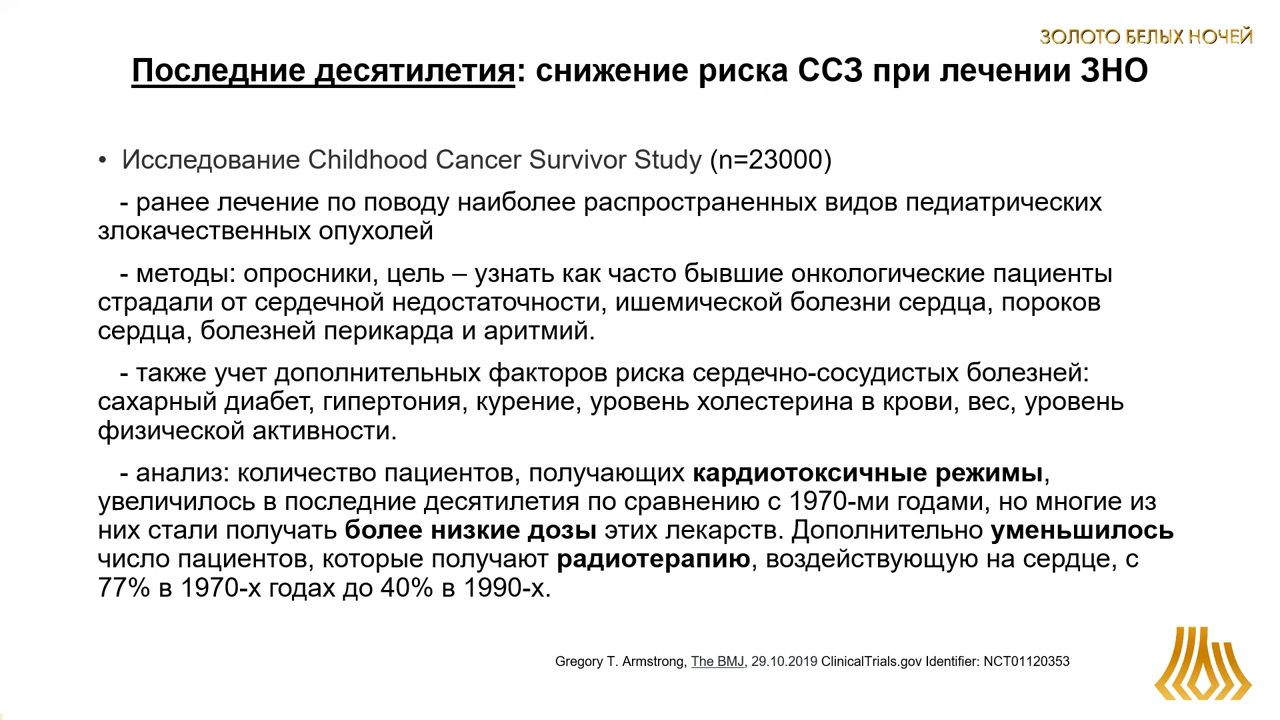 ЗОЛОТО БЕЛЫХ НОЧЕЙ
Последние десятилетия: снижение риска ССЗ при лечении ЗНО
• Исследование Childhood Cancer Survivor Study (n=23000)
- ранее лечение по поводу наиболее распространенных видов педиатрических
злокачественных опухолей
- методы: опросники, цель – узнать как часто бывшие онкологические пациенты
страдали от сердечной недостаточности, ишемической болезни сердца, пороков
сердца, болезней перикарда и аритмий.
- также учет дополнительных факторов риска сердечно-сосудистых болезней:
сахарный диабет, гипертония, курение, уровень холестерина в крови, вес, уровень
физической активности.
- анализ: количество пациентов, получающих кардиотоксичные режимы,
увеличилось в последние десятилетия по сравнению с 1970-ми годами, но многие из
них стали получать более низкие дозы этих лекарств. Дополнительно уменьшилось
число пациентов, которые получают радиотерапию, воздействующую на сердце, с
77% в 1970-х годах до 40% в 1990-х.
Gregory T. Armstrong, The BMJ, 29.10.2019 ClinicalTrials.gov Identifier: NCT01120353